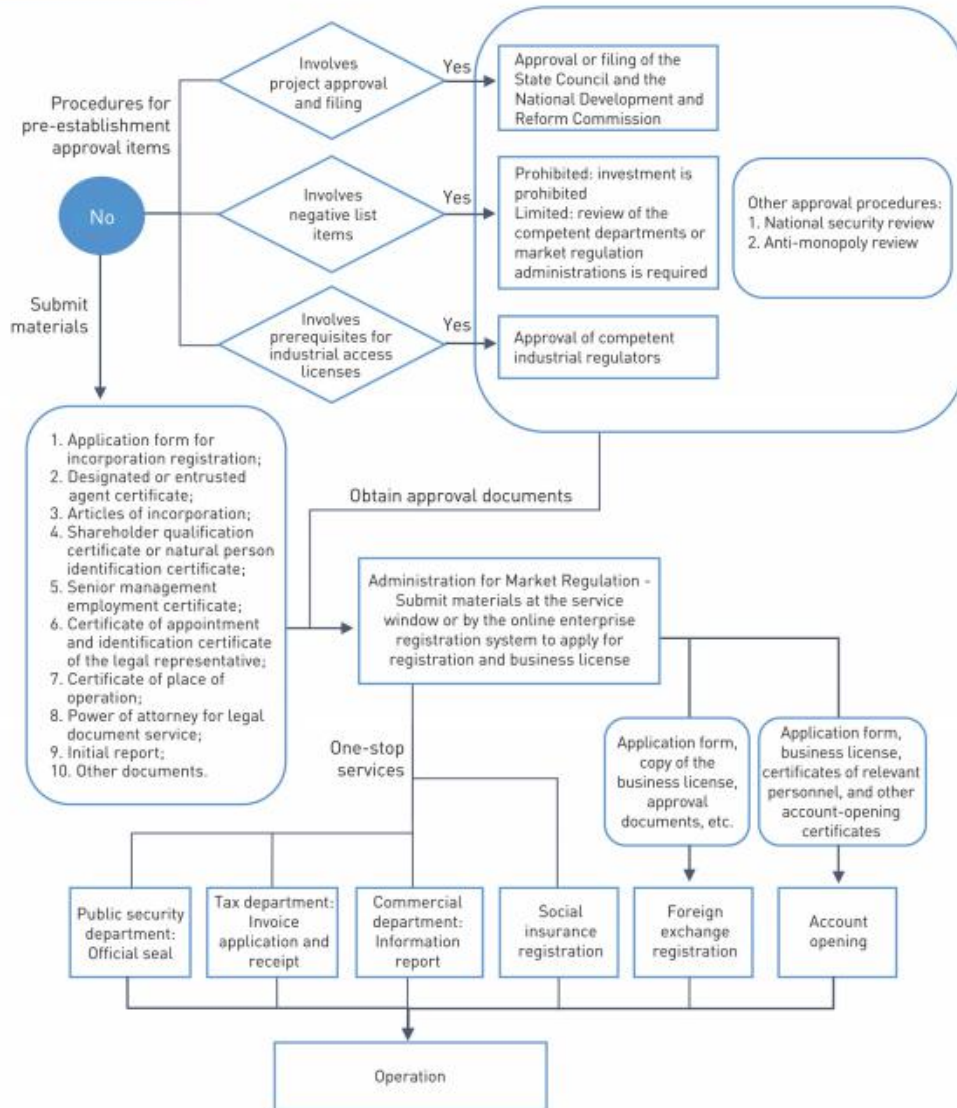 Involves
project approval
and filing
Yes
Approval or filing of the
State Council and the
National Development and
Reform Commission
Procedures for
pre-establishment
approval items
No
Involves
negative list
items
Yes
Prohibited: investment is
prohibited
Limited: review of the
competent departments or
market regulation
administrations is required
Other approval procedures:
1. National security review
2. Anti-monopoly review
Submit
materials
Involves
prerequisites for
industrial access
licenses
Yes
Approval of competent
industrial regulators
1. Application form for
incorporation registration;
2. Designated or entrusted
agent certificate;
3. Articles of incorporation;
4. Shareholder qualification
certificate or natural person
identification certificate;
5. Senior management
employment certificate;
6. Certificate of appointment
and identification certificate
of the legal representative;
7. Certificate of place of
operation;
8. Power of attorney for legal
document service;
9. Initial report;
10. Other documents.
Obtain approval documents
Administration for Market Regulation -
Submit materials at the service
window or by the online enterprise
registration system to apply for
registration and business license
One-stop
services
Application form,
copy of the
business license,
approval
documents, etc.
Application form,
business license,
certificates of relevant
personnel, and other
account-opening
certificates
Public security
department:
Official seal
Tax department:
Invoice
application and
receipt
Commercial
department:
Information
report
Social
insurance
registration
Foreign
exchange
registration
Account
opening
Operation